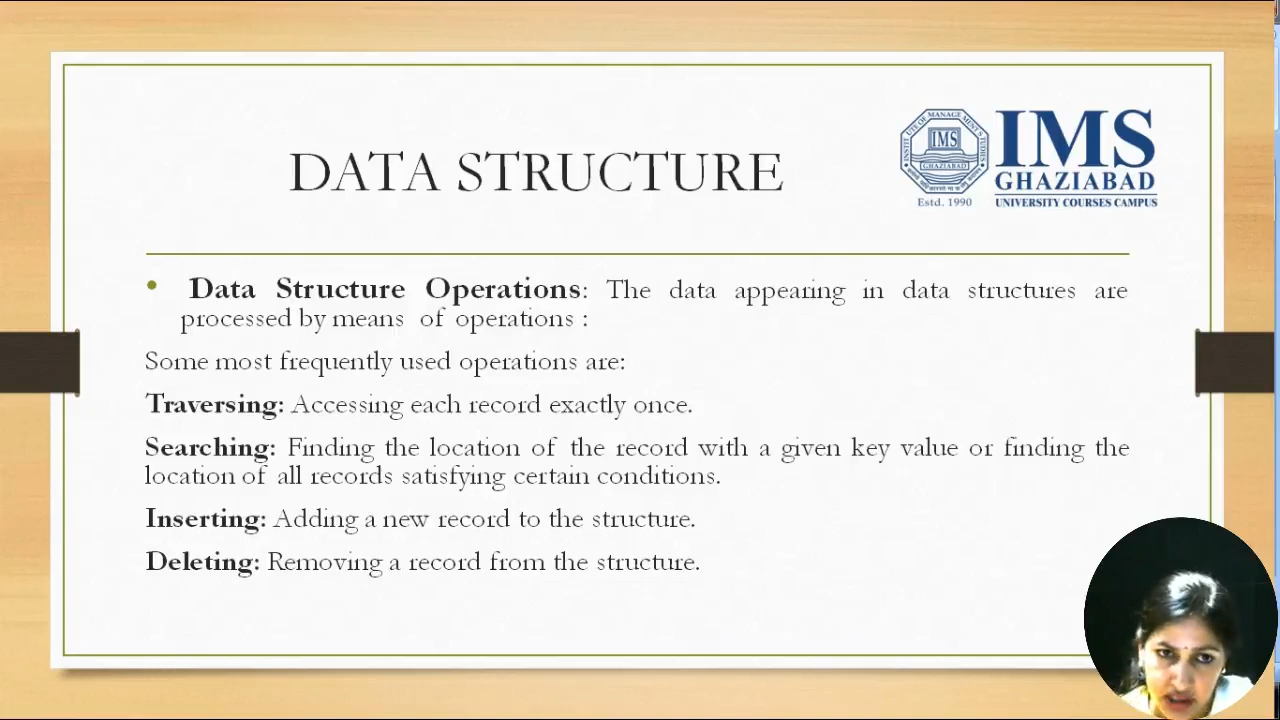 DATA STRUCTURE
IMS
GHAZIABAD
Estd. 1990
IMS
GHAZIABAD
UNIVERSITY COURSES CAMPUS
• Data Structure Operations: The data appearing in data structures are
processed by means of operations :
Some most frequently used operations are:
Traversing: Accessing each record exactly once.
Searching: Finding the location of the record with a given key value or finding the
location of all records satisfying certain conditions.
Inserting: Adding a new record to the structure.
Deleting: Removing a record from the structure.